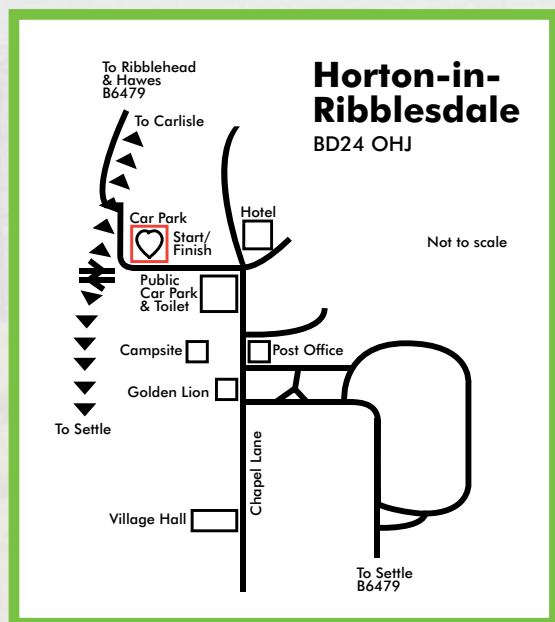 Horton-in-
Ribblesdale
BD24 OHJ
To Ribblehead
& Hawes
B6479
To Carlisle
Car Park
Start/
Finish
Hotel
Not to scale
Public
Car Park
& Toilet
Campsite
Post Office
Golden Lion
To Settle
Chapel Lane
Village Hall
To Settle
B6479